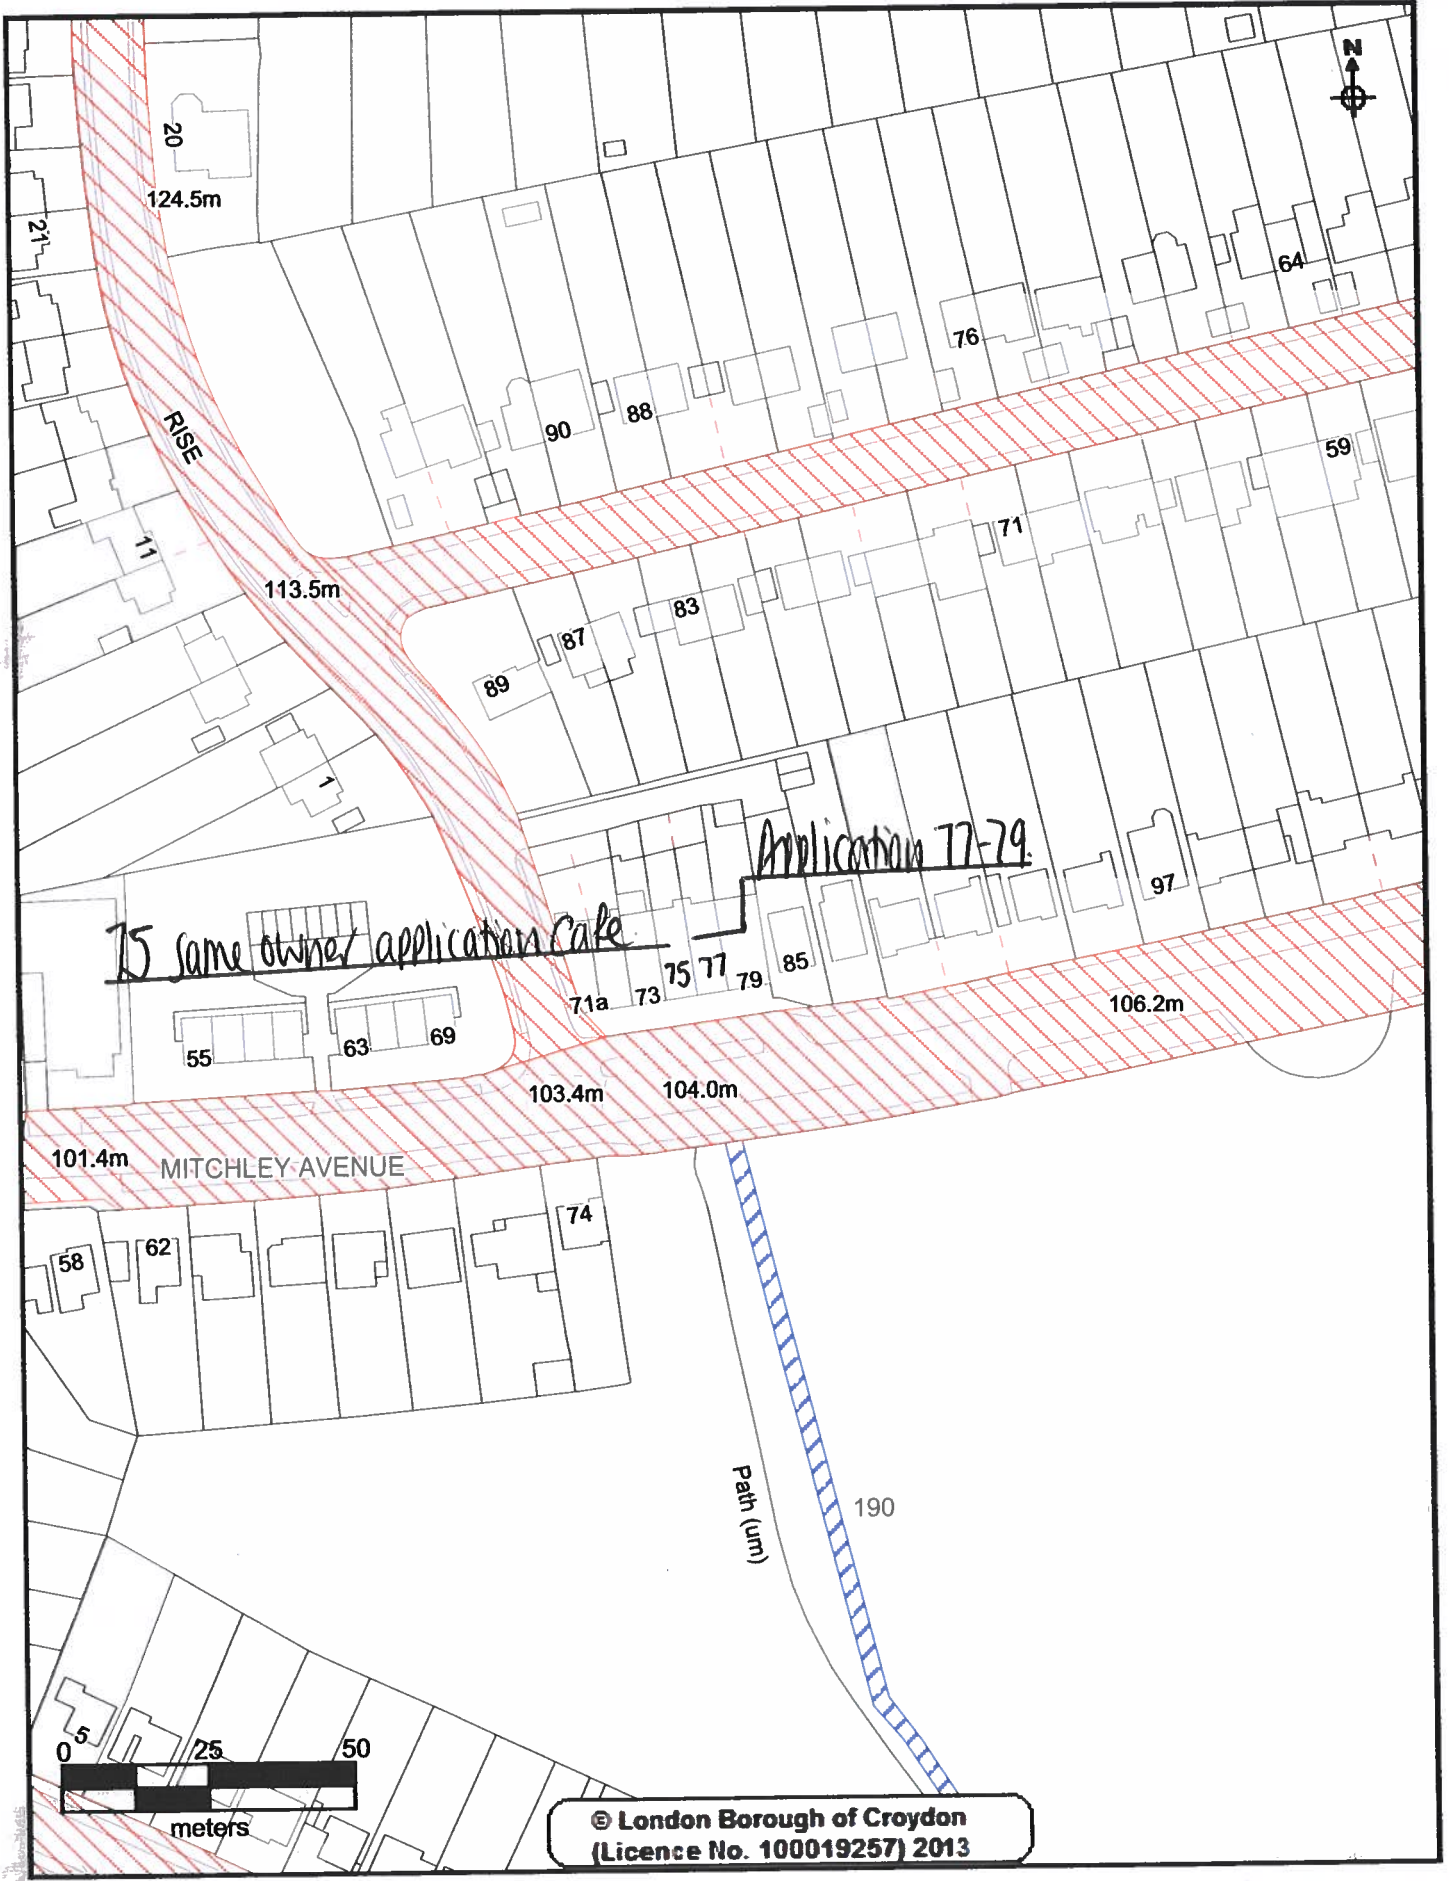 N
20
124.5m
21
64
76
RISE
90
88
59
11
71
113.5m
83
87
89
1
Application 77-79.
97
75 same owner application Cafe
71a
73
75
77
79
85
106.2m
55
63
69
103.4m
104.0m
101.4m
MITCHLEY AVENUE
74
58
62
Path (um)
190
5
0
25
50
meters
© London Borough of Croydon
(Licence No. 100019257) 2013